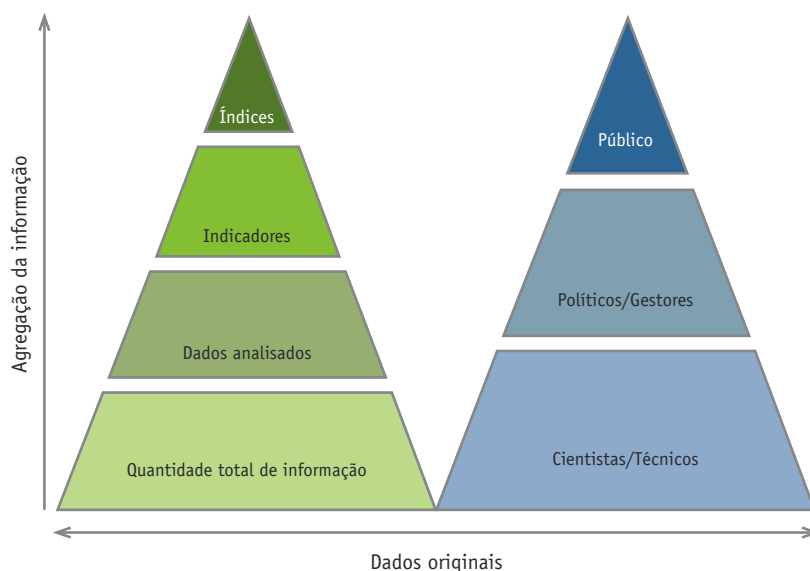 Agregação da informação
Índices
Indicadores
Dados analisados
Quantidade total de informação
Público
Políticos/Gestores
Cientistas/Técnicos
Dados originais